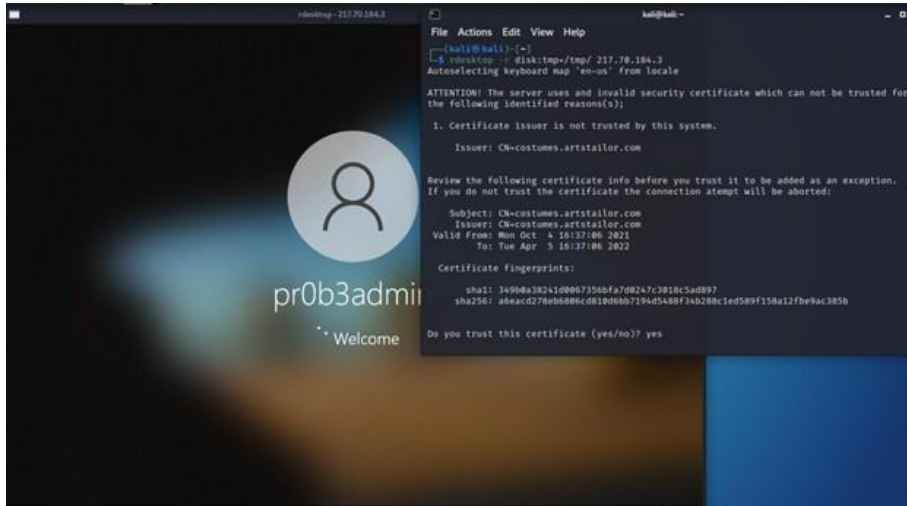 rdesktop - 217.70.184.3
kali@kali: ~
File Actions Edit View Help
(kali㉿kali)-[~]
$ rdesktop -r disk:tmp=/tmp/ 217.70.184.3
Autoselecting keyboard map 'en-us' from locale
ATTENTION! The server uses and invalid security certificate which can not be trusted for
the following identified reasons(s);
1. Certificate issuer is not trusted by this system.
Issuer: CN=costumes.artstailor.com
Review the following certificate info before you trust it to be added as an exception.
If you do not trust the certificate the connection atempt will be aborted:
Subject: CN=costumes.artstailor.com
Issuer: CN=costumes.artstailor.com
Valid From: Mon Oct 4 16:37:06 2021
To: Tue Apr 5 16:37:06 2022
Certificate fingerprints:
sha1:
sha256:
Do you trust this certificate (yes/no)? yes
pr0b3admi
Welcome